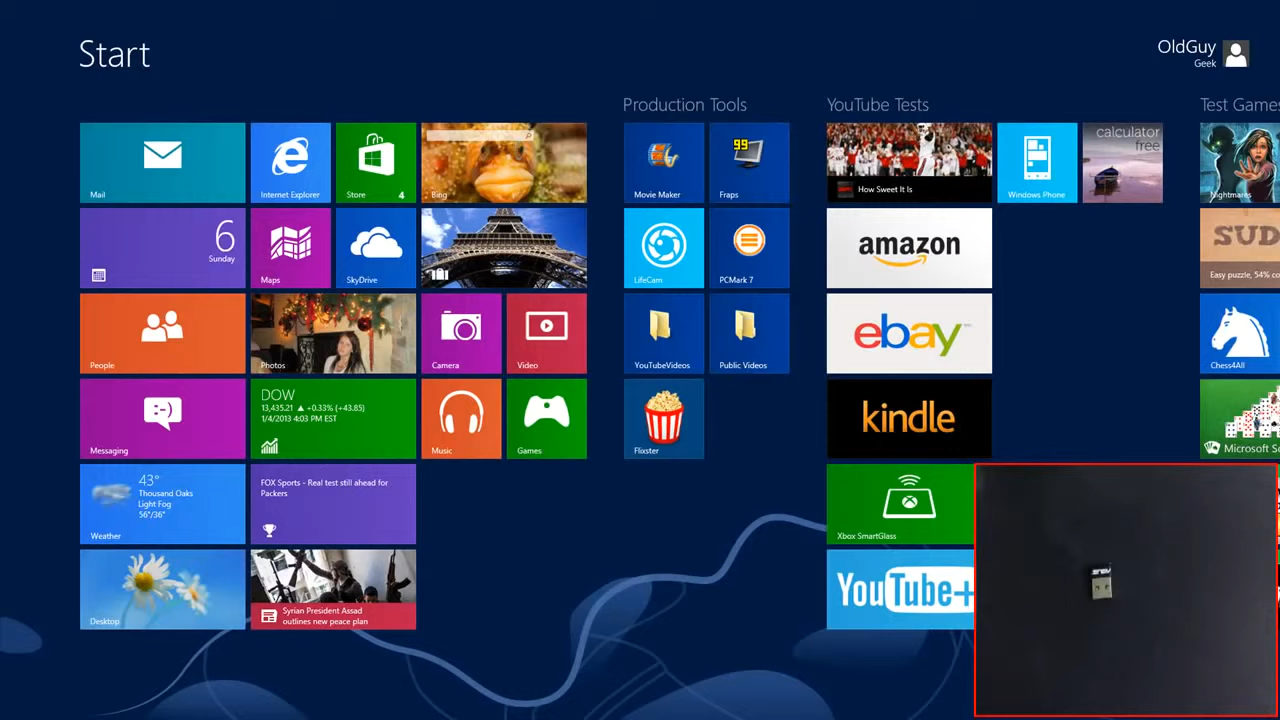 Start
OldGuy
Geek
Production Tools
YouTube Tests
Test Games
Mail
Internet Explorer
Store
4
Bing
Movie Maker
99
Fraps
How Sweet It Is
Windows Phone
calculator
free
Nightmares
6
Sunday
Maps
SkyDrive
LifeCam
PCMark 7
amazon
SUD
Easy puzzle, 54% co
People
Photos
Camera
Video
YouTubeVideos
Public Videos
ebay
Chess4All
Messaging
:-)
DOW
13,435.21 ▲ +0.33% (+43.85)
1/4/2013 4:03 PM EST
Music
Games
Flixster
kindle
Microsoft So
43°
Thousand Oaks
Light Fog
56°/36°
Weather
FOX Sports - Real test still ahead for
Packers
Xbox SmartGlass
Desktop
Syrian President Assad
outlines new peace plan
YouTube+